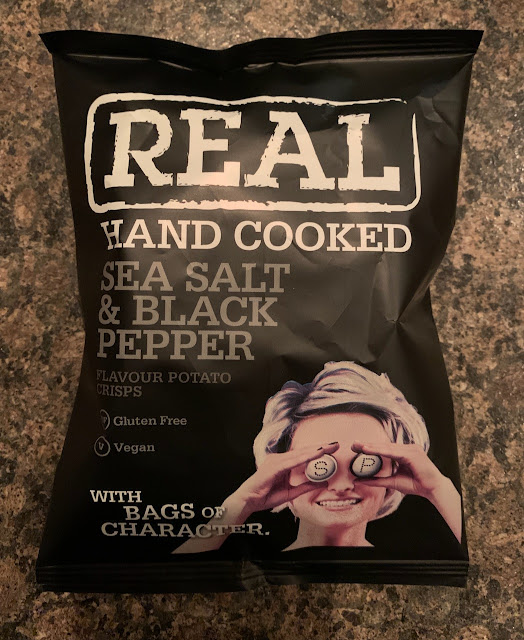 REAL
HAND COOKED
SEA SALT
& BLACK
PEPPER
FLAVOUR POTATO
CRISPS
V Gluten Free
V Vegan
WITH
BAGS OF
CHARACTER.
S P